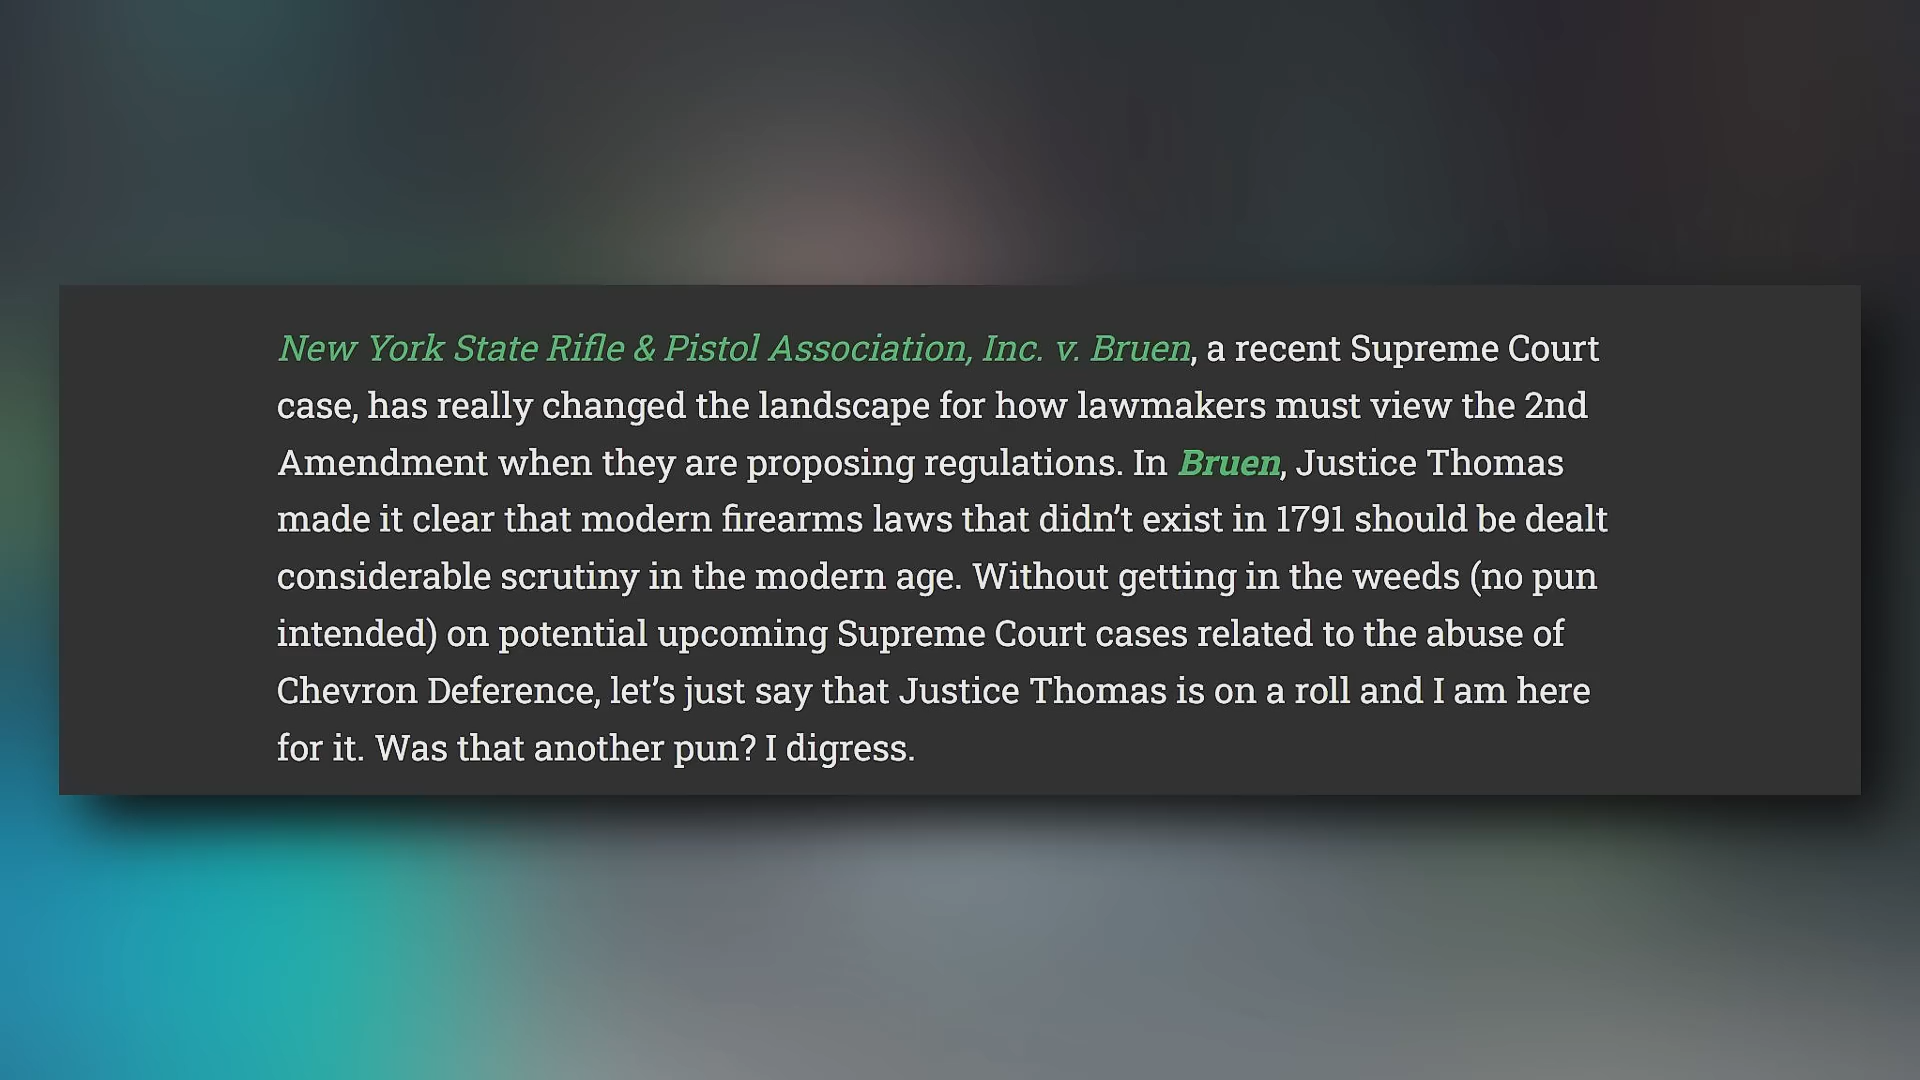 New York State Rifle & Pistol Association, Inc. v. Bruen, a recent Supreme Court
case, has really changed the landscape for how lawmakers must view the 2nd
Amendment when they are proposing regulations. In Bruen, Justice Thomas
made it clear that modern firearms laws that didn’t exist in 1791 should be dealt
considerable scrutiny in the modern age. Without getting in the weeds (no pun
intended) on potential upcoming Supreme Court cases related to the abuse of
Chevron Deference, let’s just say that Justice Thomas is on a roll and I am here
for it. Was that another pun? I digress.